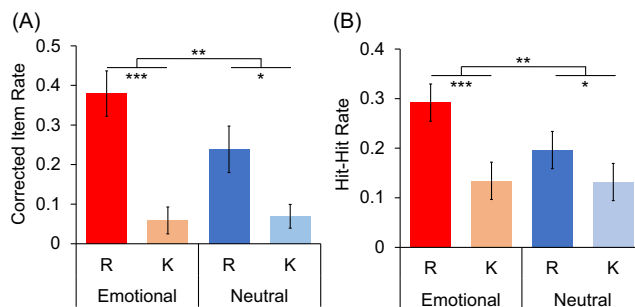 (A)
Corrected Item Rate
0.5
0.4
0.3
0.2
0.1
0
**
***
*
R K R K
Emotional Neutral
(B)
Hit-Hit Rate
0.4
0.3
0.2
0.1
0
**
***
*
R K R K
Emotional Neutral